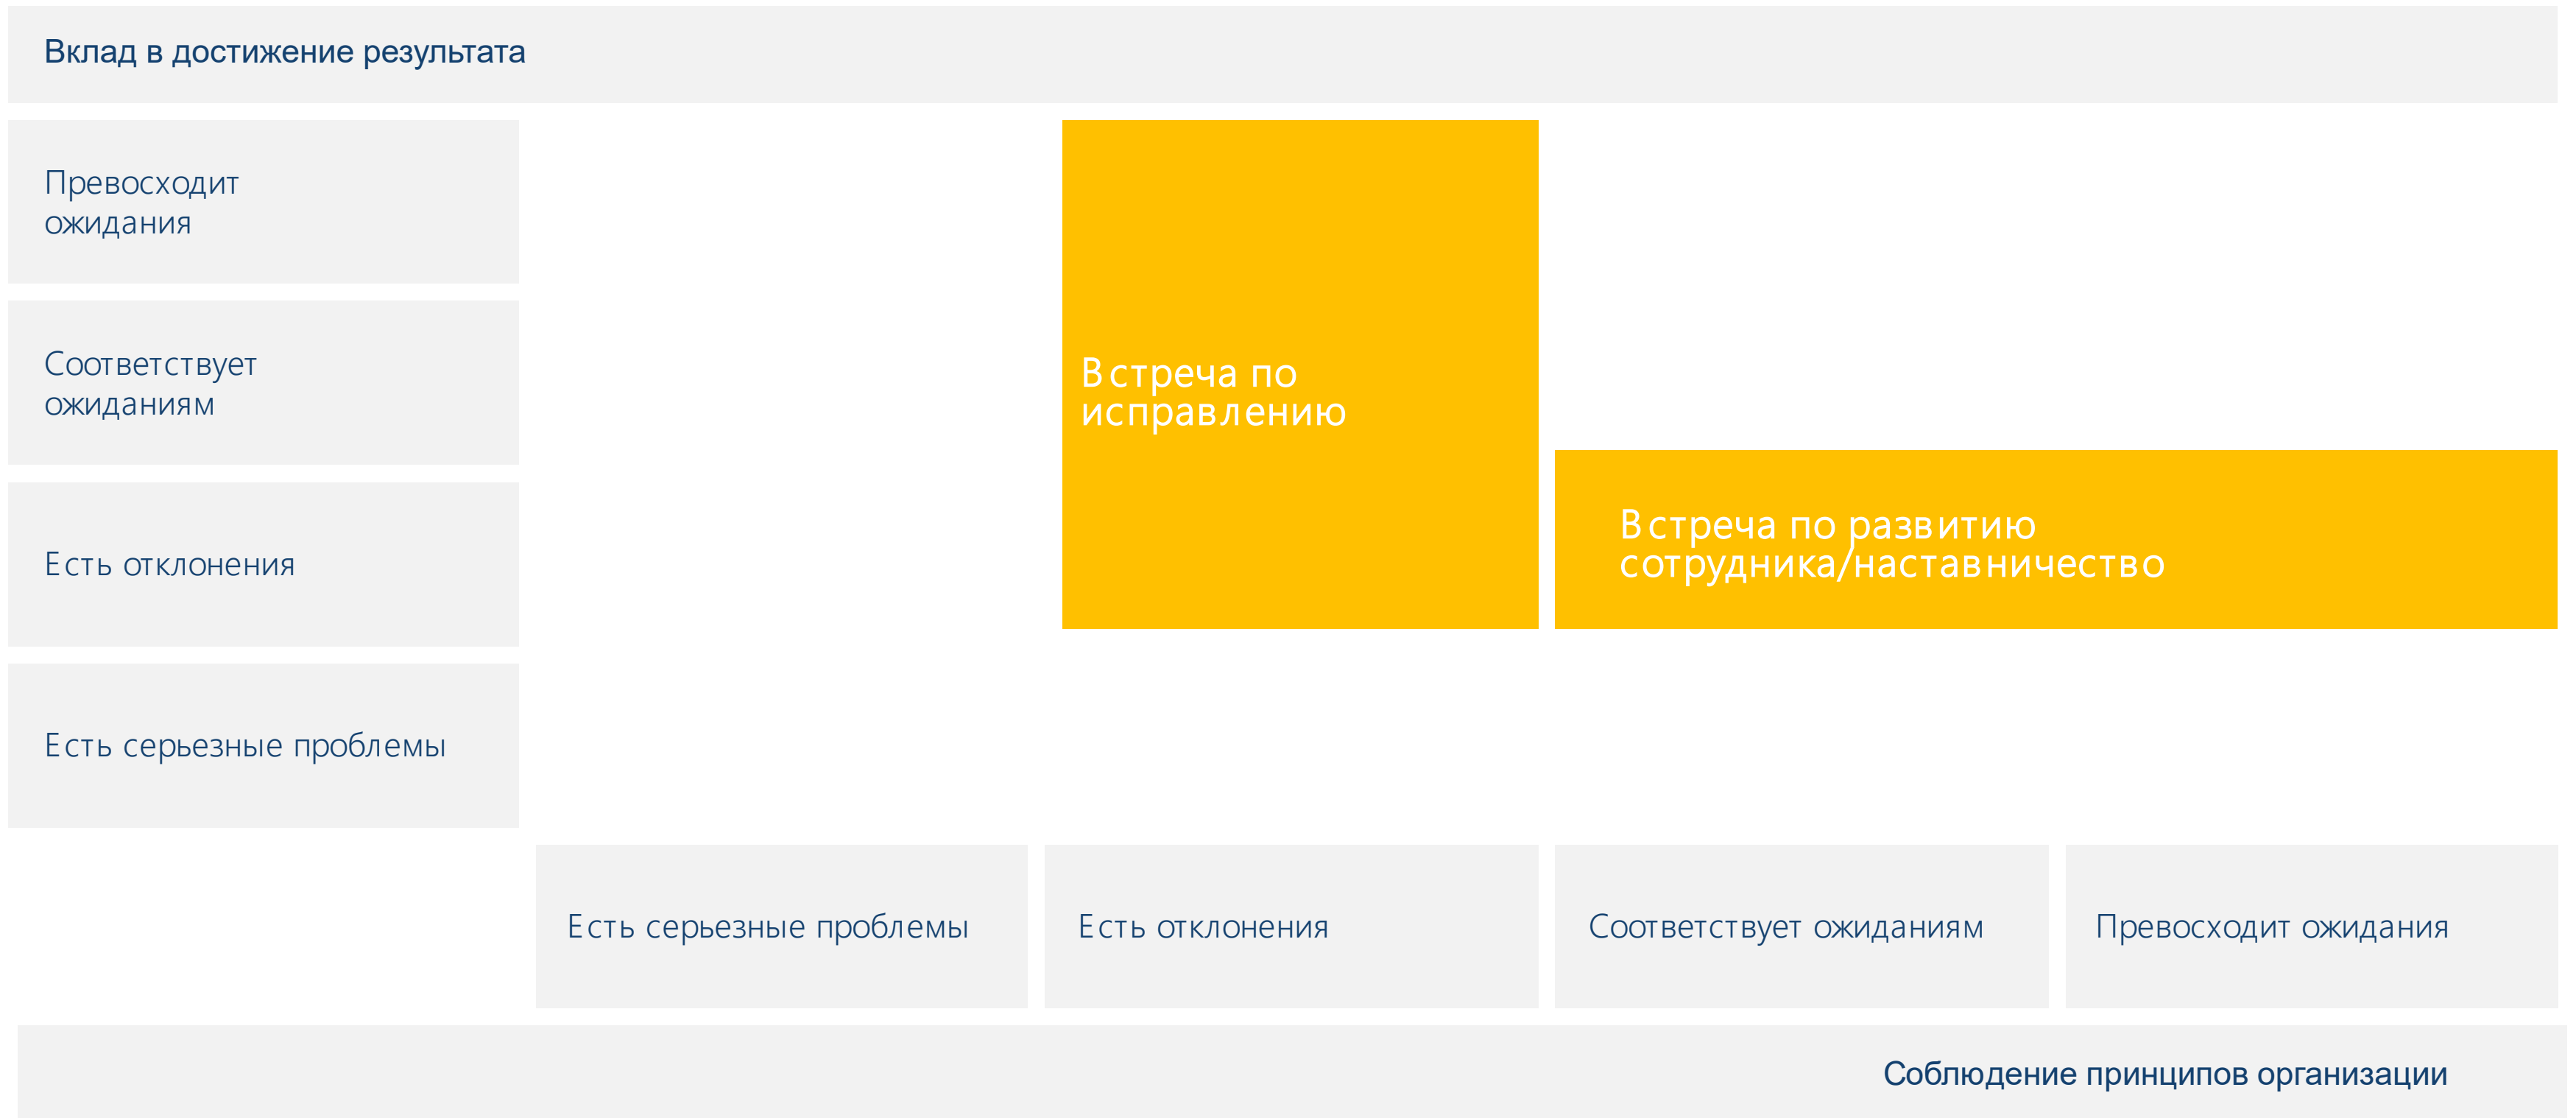 Вклад в достижение результата
Превосходит
ожидания
Соответствует
ожиданиям
Встреча по
исправлению
Есть отклонения
Встреча по развитию
сотрудника/наставничество
Есть серьезные проблемы
Есть серьезные проблемы
Есть отклонения
Соответствует ожиданиям
Превосходит ожидания
Соблюдение принципов организации